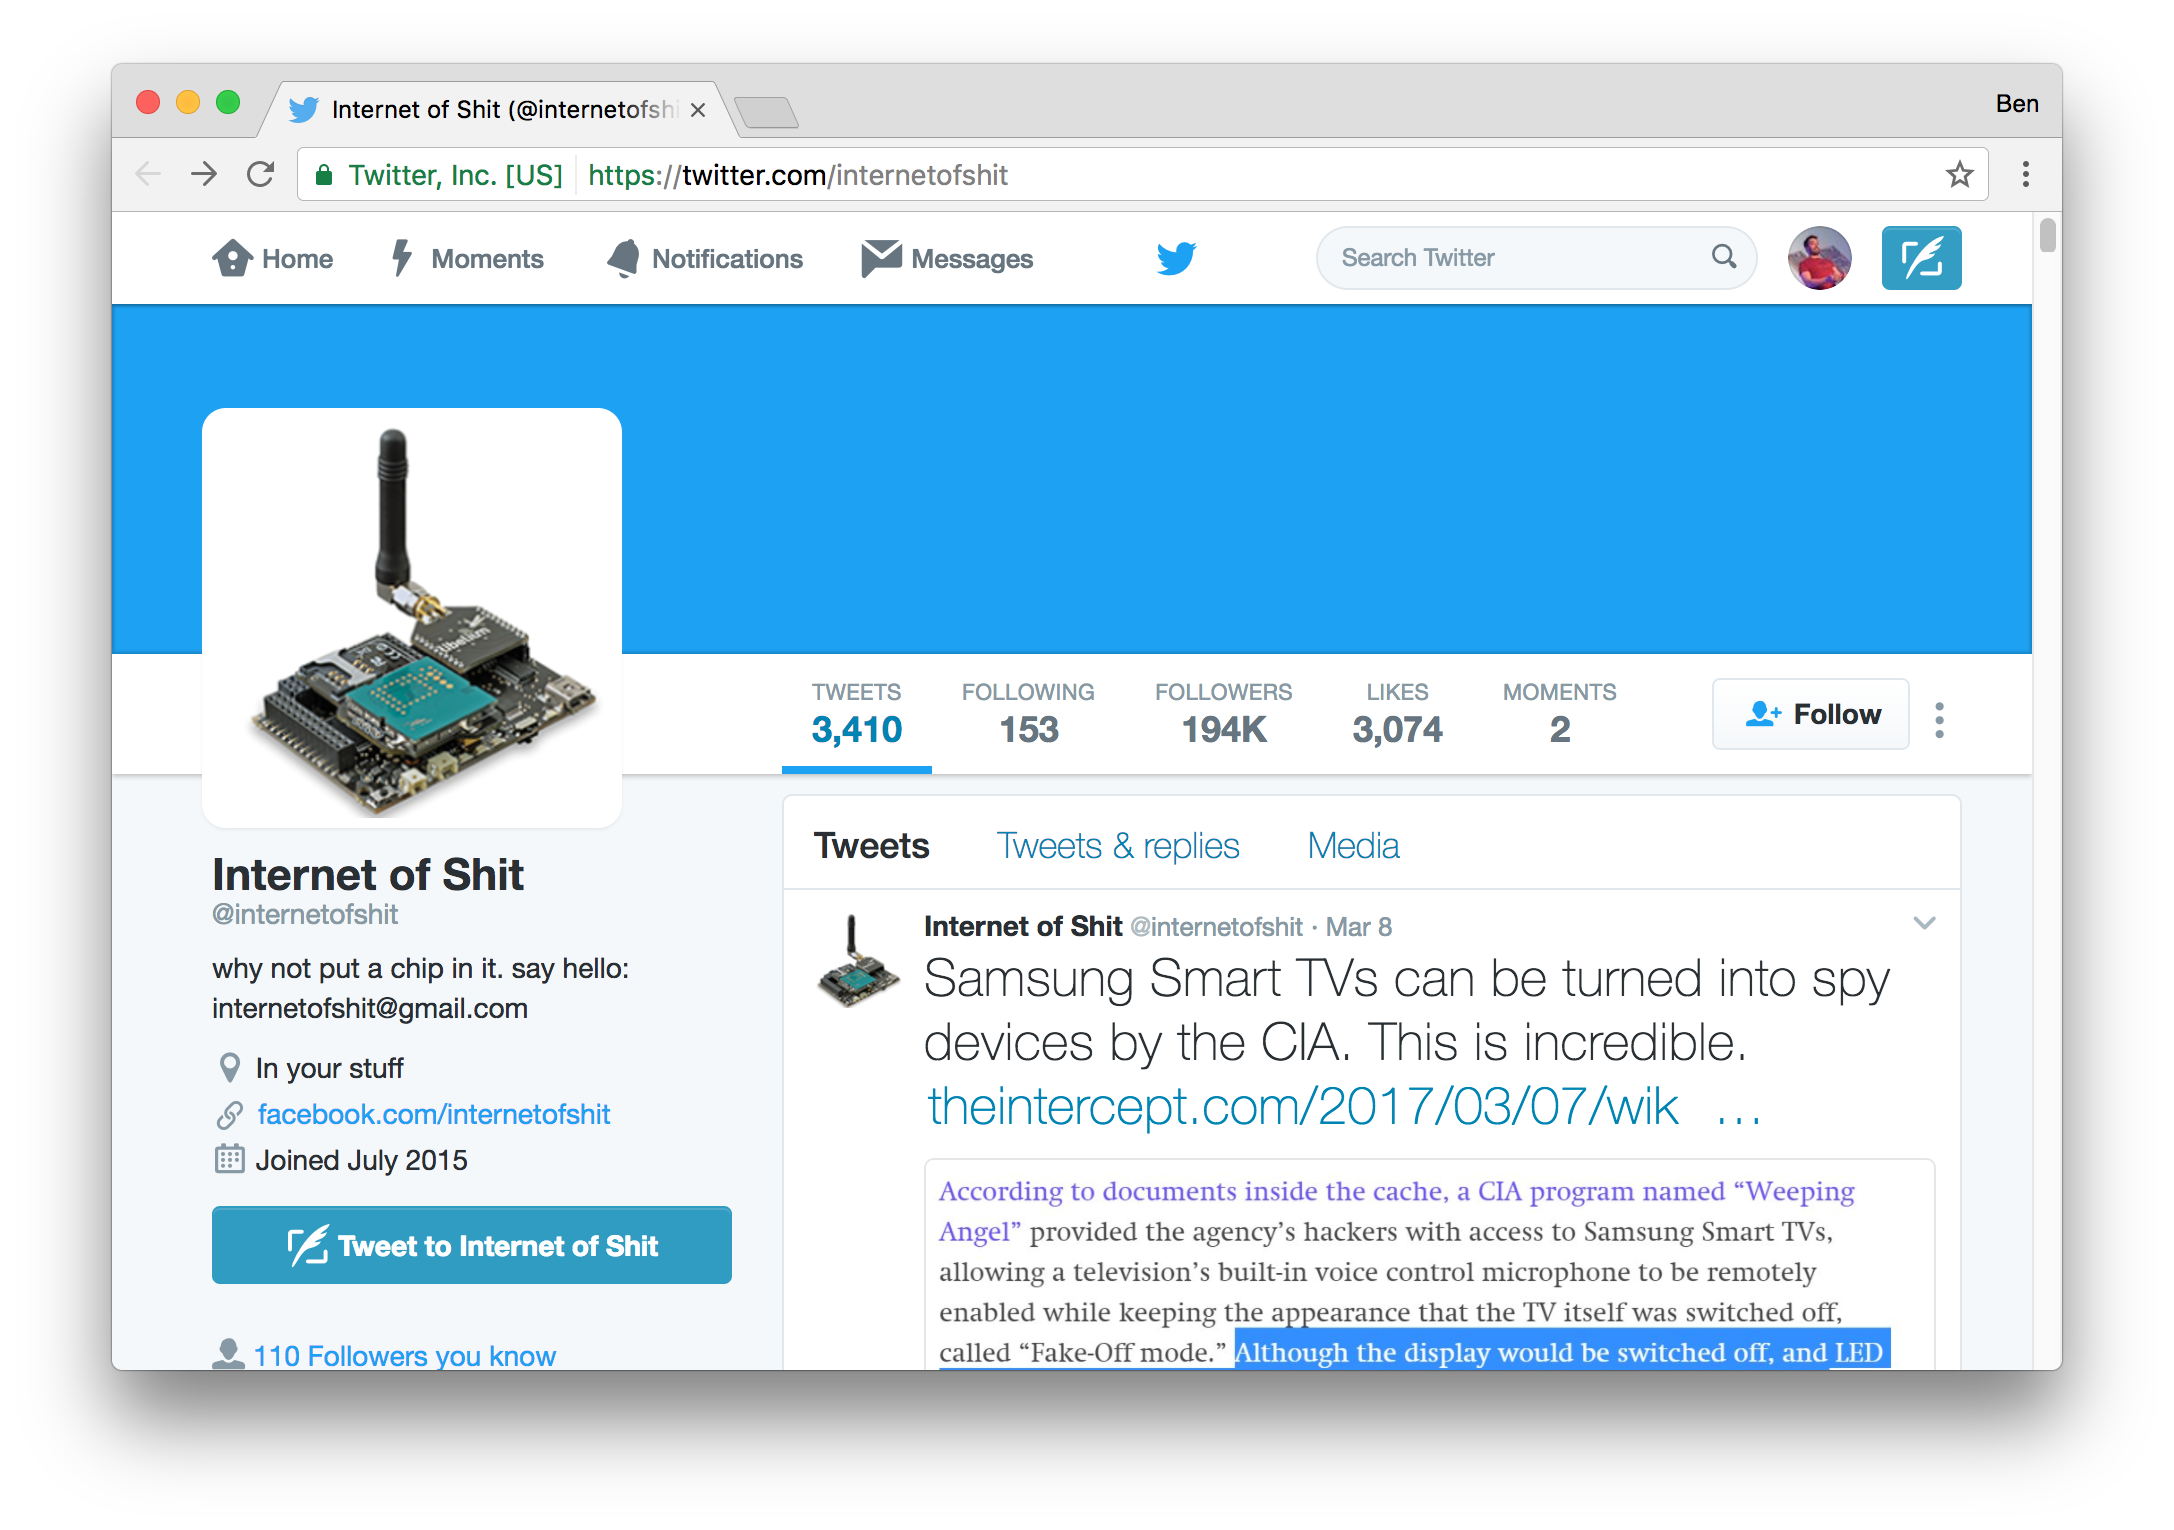 Internet of Shit (@internetofshi
Ben
Twitter, Inc. [US] https://twitter.com/internetofshit
Home Moments Notifications Messages Search Twitter
TWEETS FOLLOWING FOLLOWERS LIKES MOMENTS
3,410 153 194K 3,074 2
Follow
libelium
Internet of Shit
@internetofshit
why not put a chip in it. say hello:
internetofshit@gmail.com
In your stuff
facebook.com/internetofshit
Joined July 2015
Tweet to Internet of Shit
110 Followers you know
Tweets Tweets & replies Media
Internet of Shit @internetofshit · Mar 8
Samsung Smart TVs can be turned into spy
devices by the CIA. This is incredible.
theintercept.com/2017/03/07/wik …
According to documents inside the cache, a CIA program named “Weeping
Angel” provided the agency’s hackers with access to Samsung Smart TVs,
allowing a television’s built-in voice control microphone to be remotely
enabled while keeping the appearance that the TV itself was switched off,
called “Fake-Off mode.” Although the display would be switched off, and LED